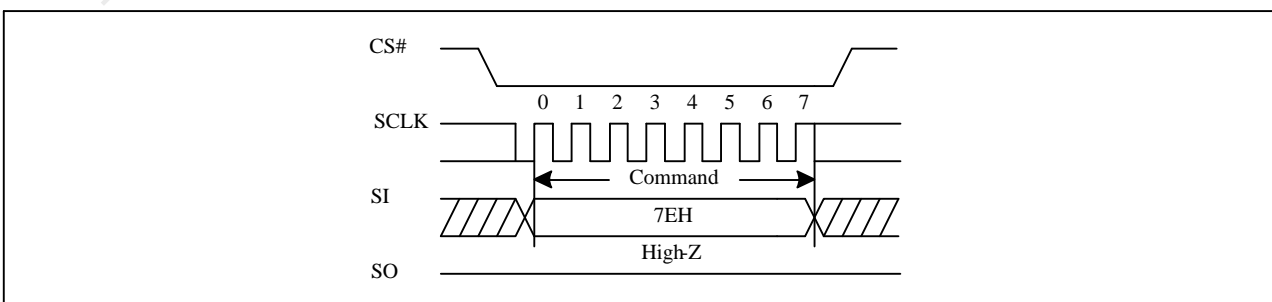 CS#
0 1 2 3 4 5 6 7
SCLK
Command
SI
7EH
High-Z
SO